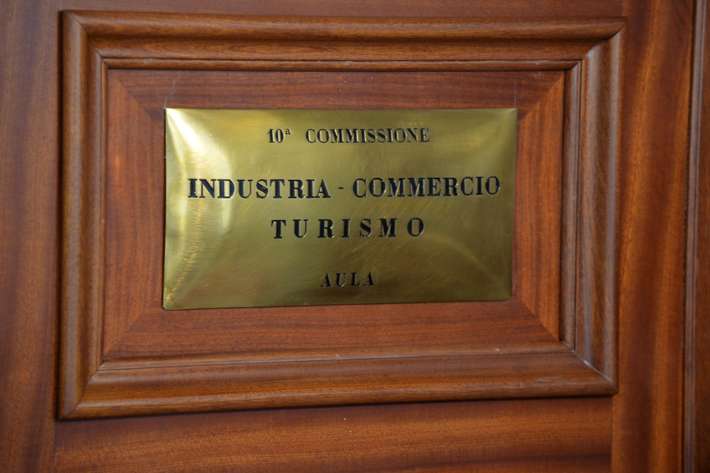 10ª COMMISSIONE
INDUSTRIA - COMMERCIO
TURISMO
AULA